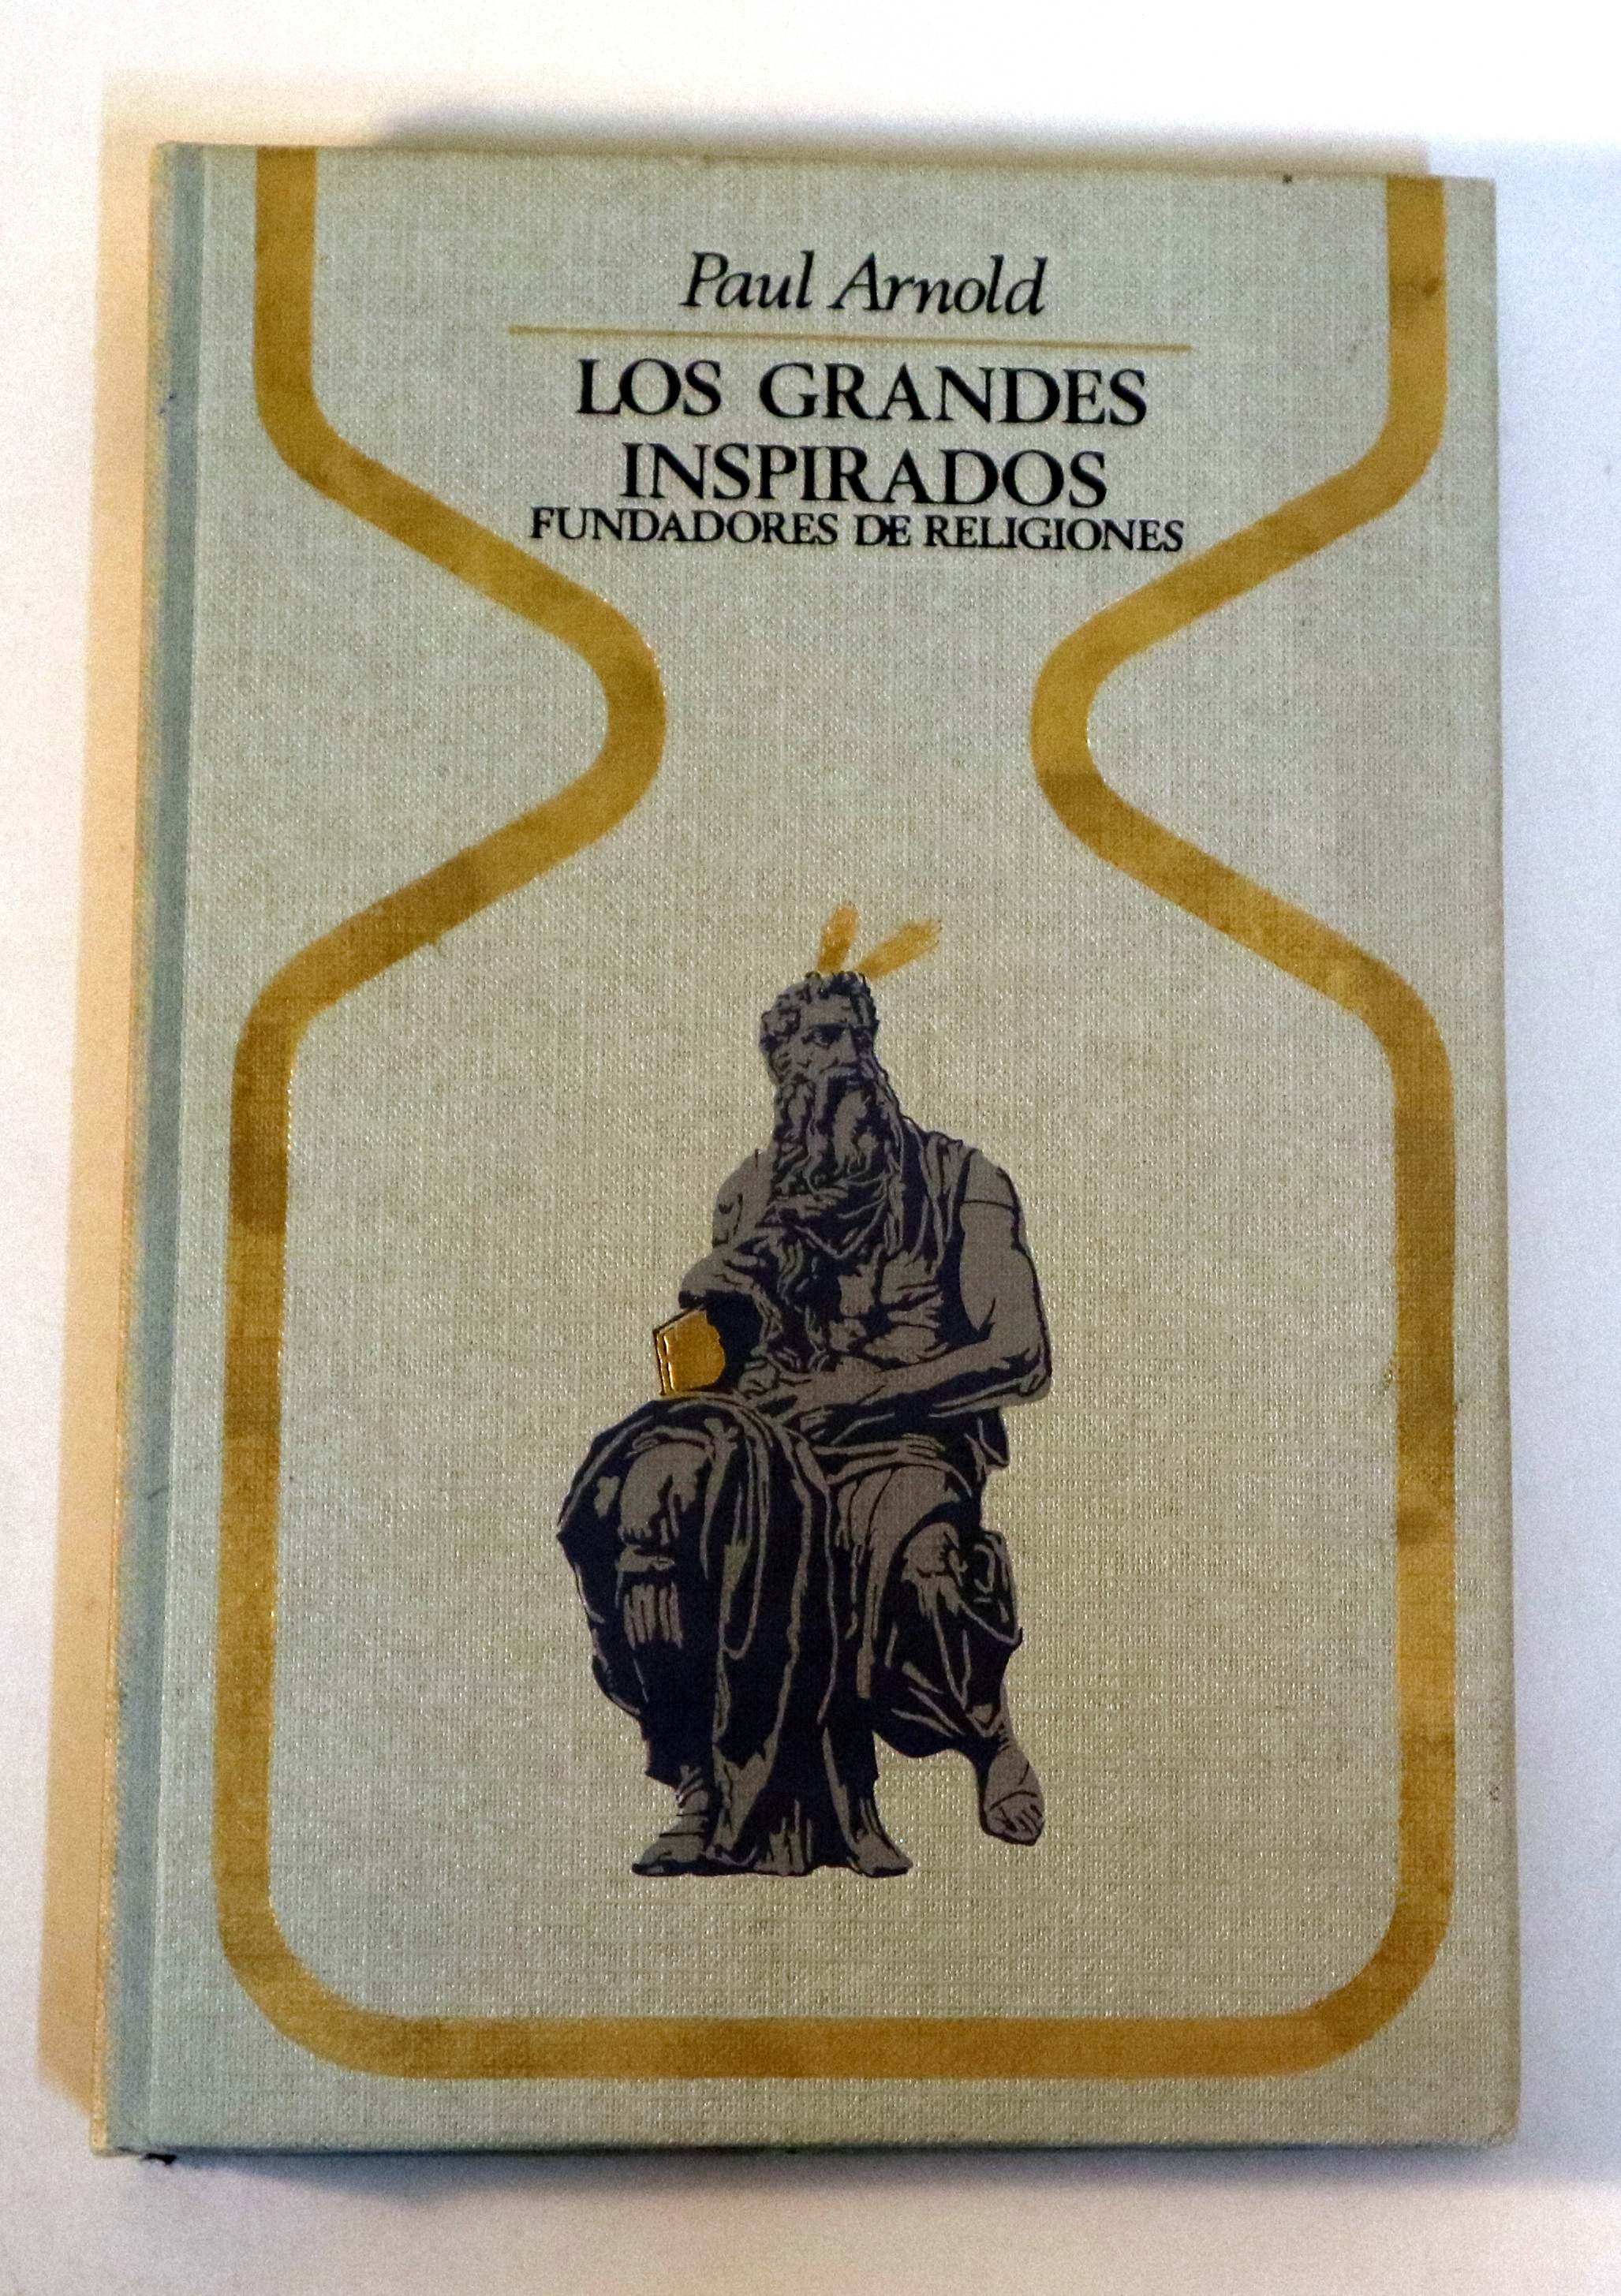 Paul Arnold
LOS GRANDES
INSPIRADOS
FUNDADORES DE RELIGIONES